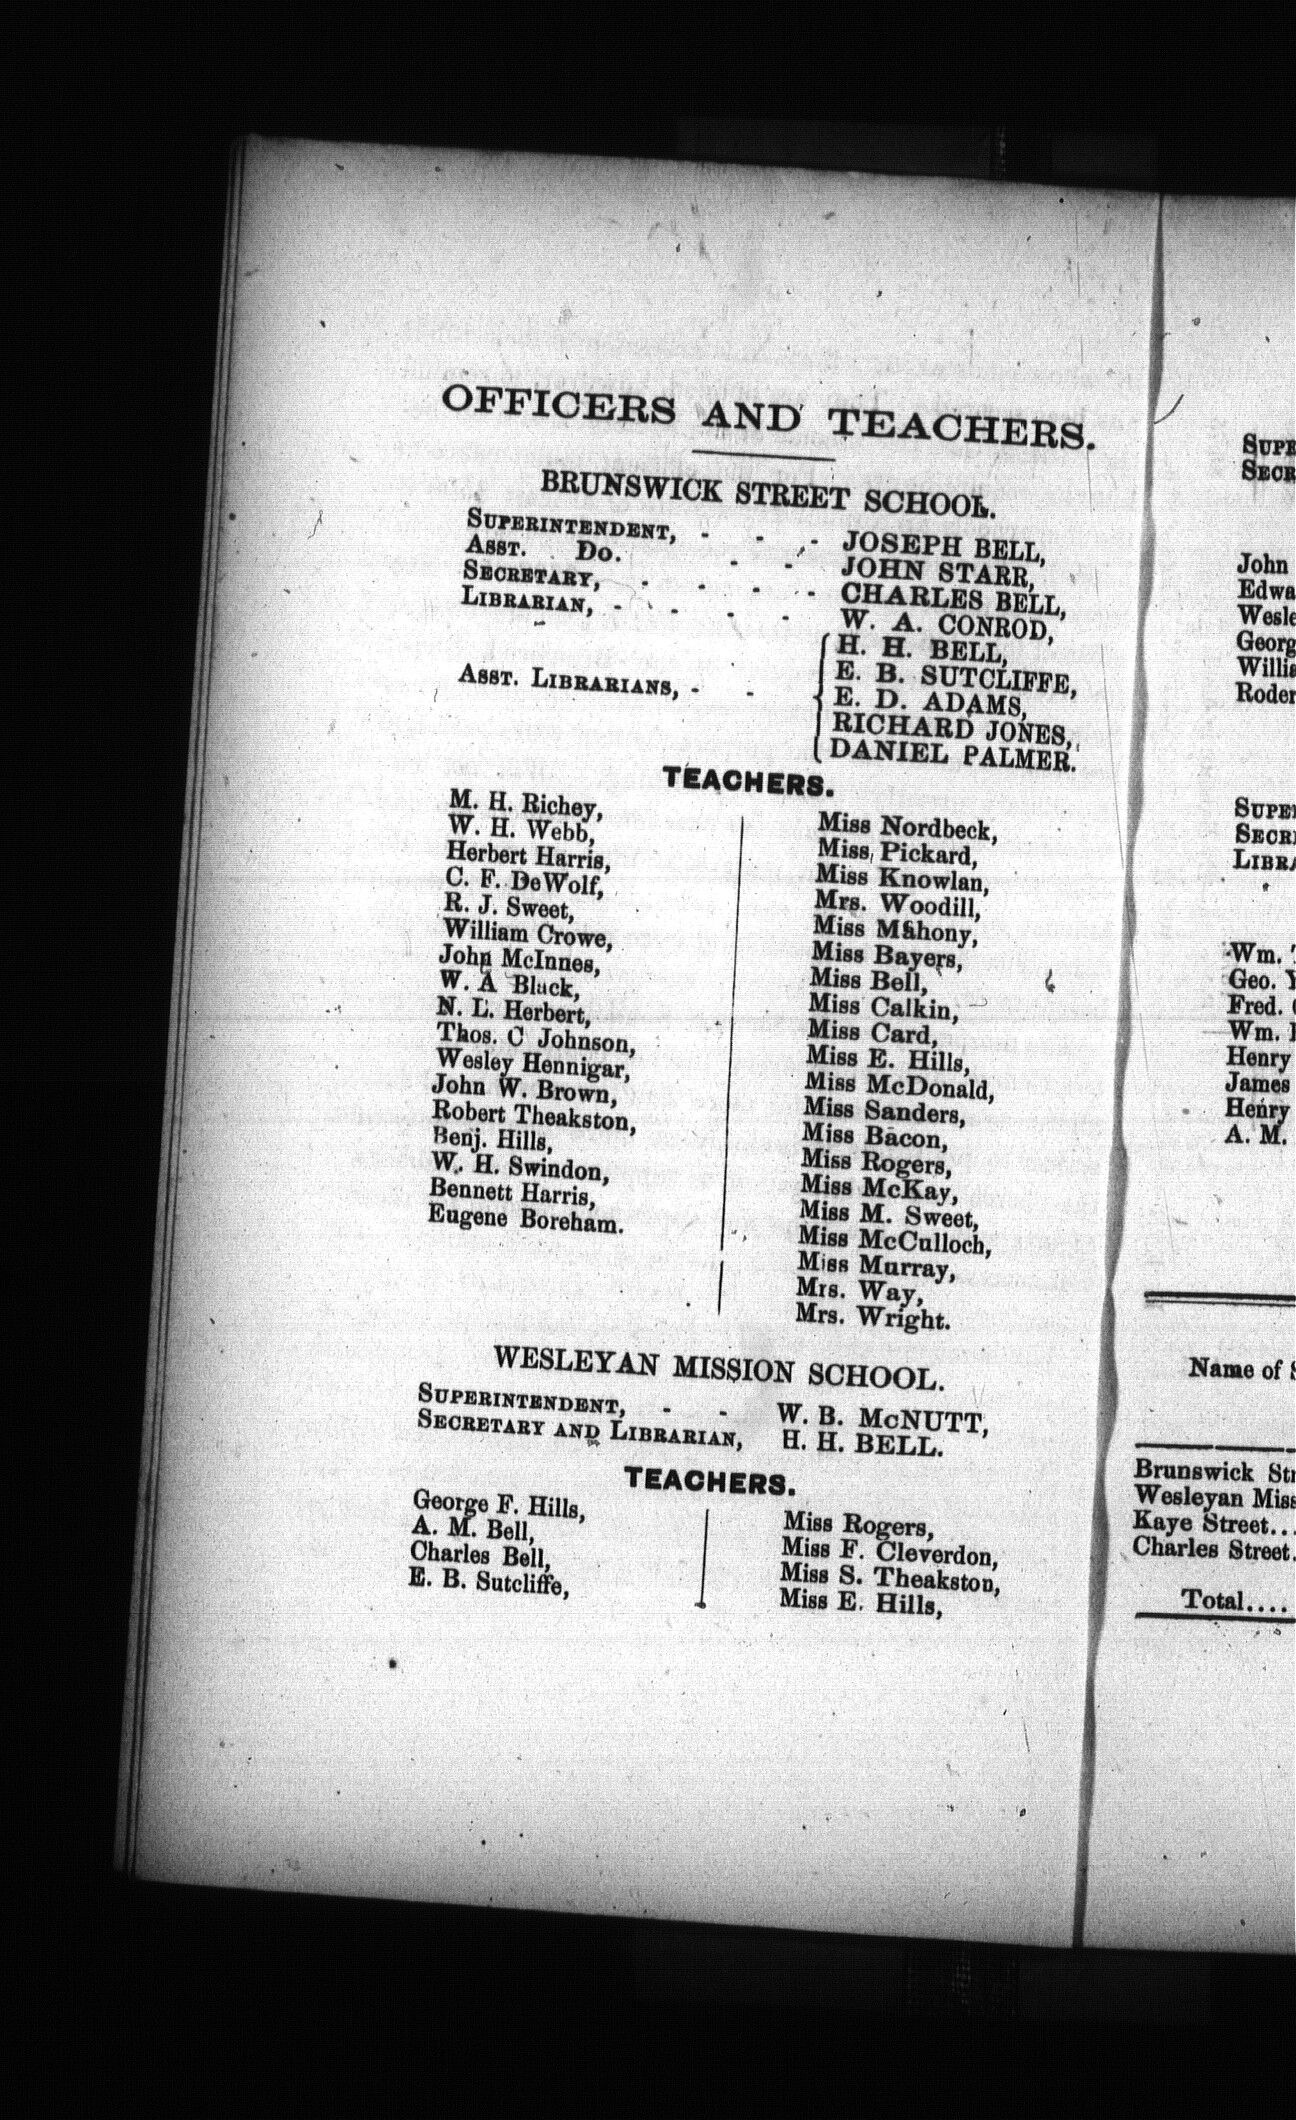 OFFICERS AND TEACHERS.
BRUNSWICK STREET SCHOOL.
SUPERINTENDENT, - - - JOSEPH BELL,
ASST. Do. - - JOHN STARR,
SECRETARY, - - - - CHARLES BELL,
LIBRARIAN, - - - - W. A. CONROD,
ASST. LIBRARIANS, - -
H. H. BELL,
E. B. SUTCLIFFE,
E. D. ADAMS,
RICHARD JONES,
DANIEL PALMER.
TEACHERS.
M. H. Richey,
W. H. Webb,
Herbert Harris,
C. F. DeWolf,
R. J. Sweet,
William Crowe,
John McInnes,
W. A Black,
N. L. Herbert,
Thos. C Johnson,
Wesley Hennigar,
John W. Brown,
Robert Theakston,
Benj. Hills,
W. H. Swindon,
Bennett Harris,
Eugene Boreham.
Miss Nordbeck,
Miss Pickard,
Miss Knowlan,
Mrs. Woodill,
Miss Mahony,
Miss Bayers,
Miss Bell,
Miss Calkin,
Miss Card,
Miss E. Hills,
Miss McDonald,
Miss Sanders,
Miss Bacon,
Miss Rogers,
Miss McKay,
Miss M. Sweet,
Miss McCulloch,
Miss Murray,
Mrs. Way,
Mrs. Wright.
WESLEYAN MISSION SCHOOL.
SUPERINTENDENT, - - W. B. McNUTT,
SECRETARY AND LIBRARIAN, H. H. BELL.
TEACHERS.
George F. Hills,
A. M. Bell,
Charles Bell,
E. B. Sutcliffe,
Miss Rogers,
Miss F. Cleverdon,
Miss S. Theakston,
Miss E. Hills,
John
Georg
Wm.
Geo.
Fred.
Wm.
Henry
James
Henry
A. M.
Name of
Brunswick
Wesleyan
Kaye Street...
Charles Street.
Total....